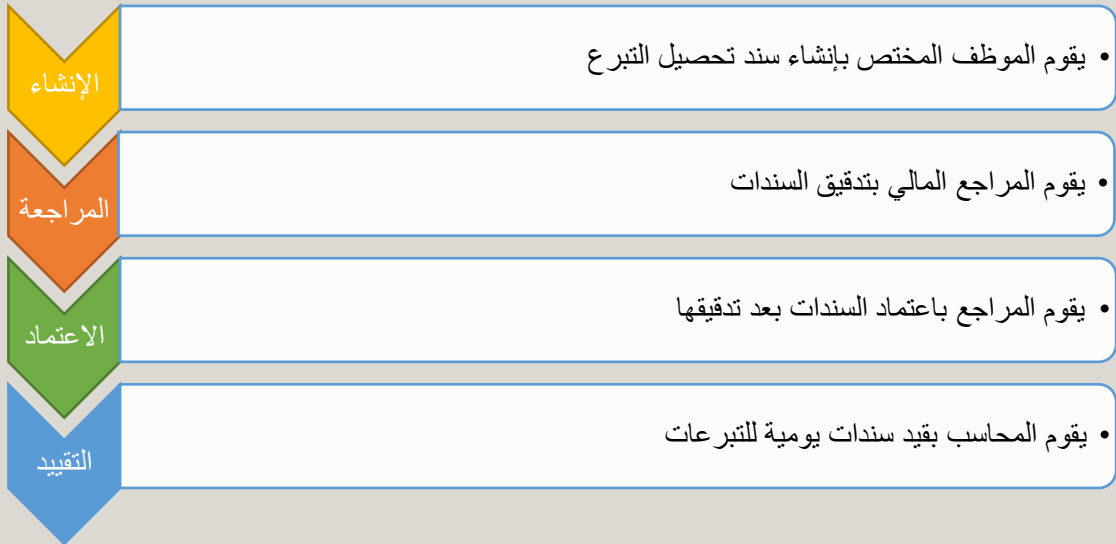 الإنشاء
• يقوم الموظف المختص بإنشاء سند تحصيل التبرع
المراجعة
• يقوم المراجع المالي بتدقيق السندات
الاعتماد
• يقوم المراجع باعتماد السندات بعد تدقيقها
التقييد
• يقوم المحاسب بقيد سندات يومية للتبرعات